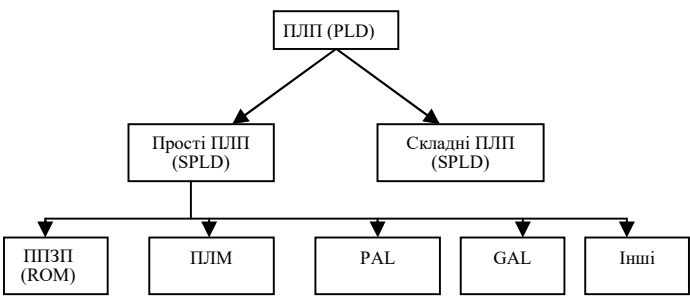 ПЛП (PLD)
Прості ПЛП
(SPLD)
Складні ПЛП
(SPLD)
ППЗП
(ROM)
ПЛМ
PAL
GAL
Інші